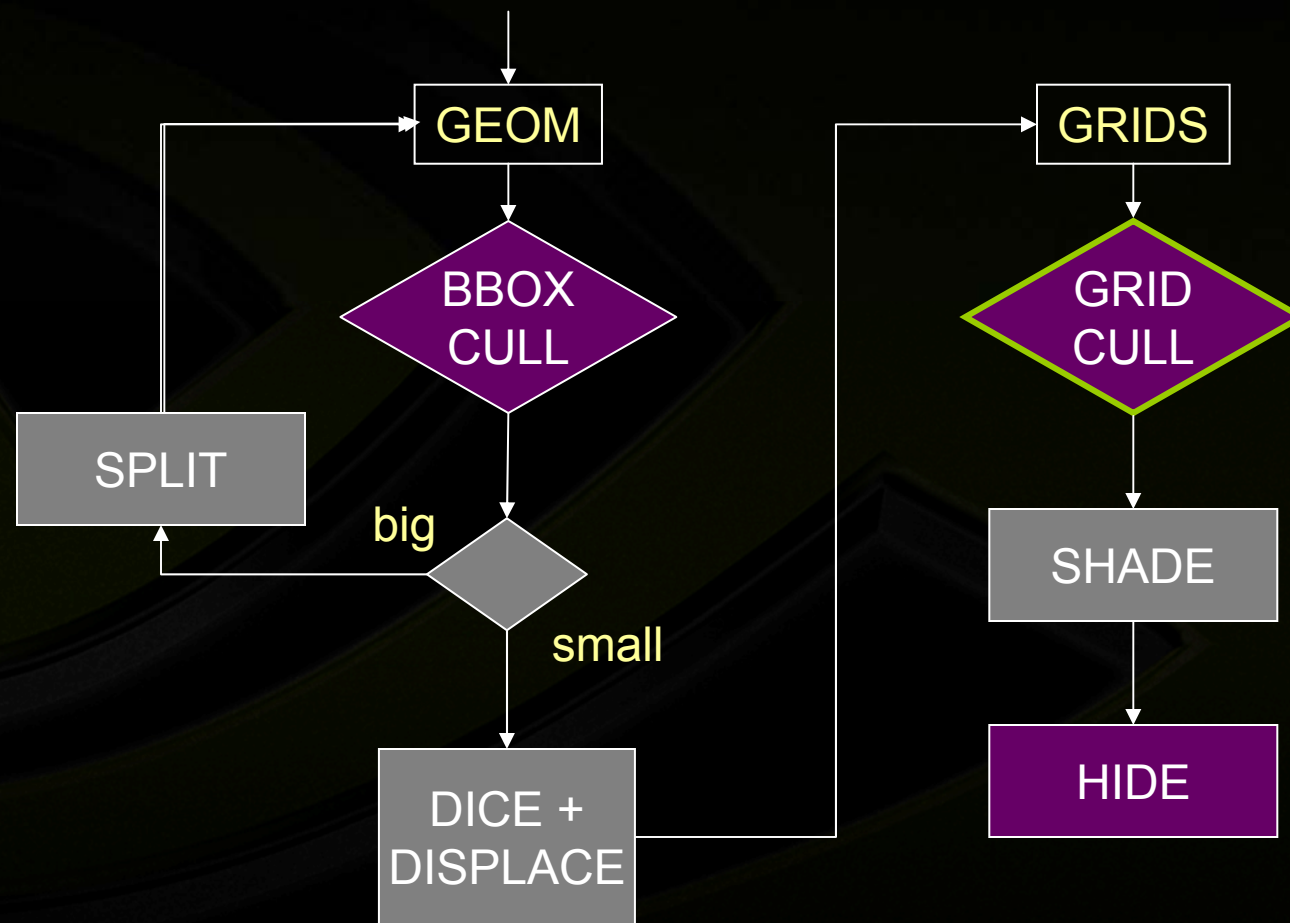 GEOM
BBOX
CULL
SPLIT
big
small
DICE +
DISPLACE
GRIDS
GRID
CULL
SHADE
HIDE